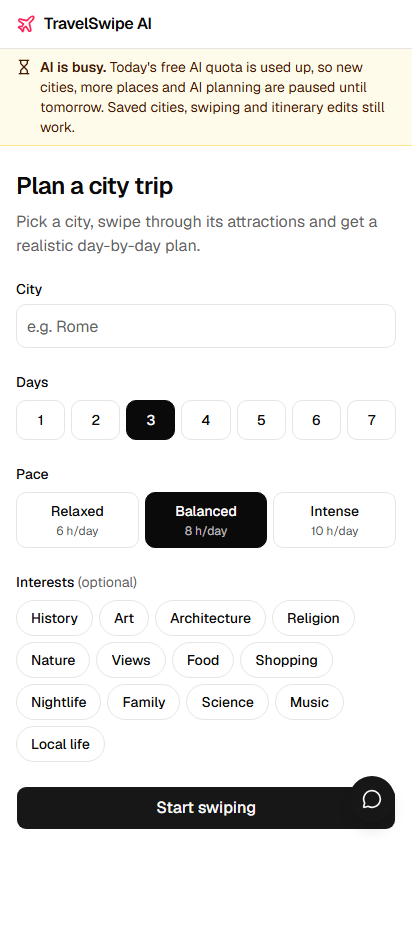 TravelSwipe AI
AI is busy. Today's free AI quota is used up, so new
cities, more places and AI planning are paused until
tomorrow. Saved cities, swiping and itinerary edits still
work.
Plan a city trip
Pick a city, swipe through its attractions and get a
realistic day-by-day plan.
City
e.g. Rome
Days
1 2 3 4 5 6 7
Pace
Relaxed Balanced Intense
6 h/day 8 h/day 10 h/day
Interests (optional)
History Art Architecture Religion
Nature Views Food Shopping
Nightlife Family Science Music
Local life
Start swiping